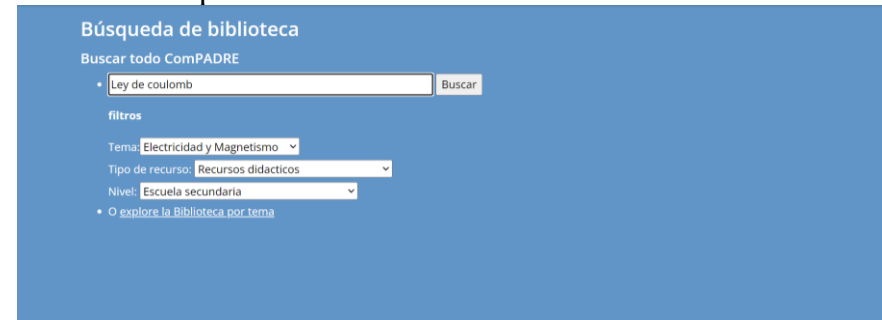 Búsqueda de biblioteca
Buscar todo ComPADRE
• Ley de coulomb Buscar
filtros
Tema: Electricidad y Magnetismo
Tipo de recurso: Recursos didacticos
Nivel: Escuela secundaria
• O explore la Biblioteca por tema